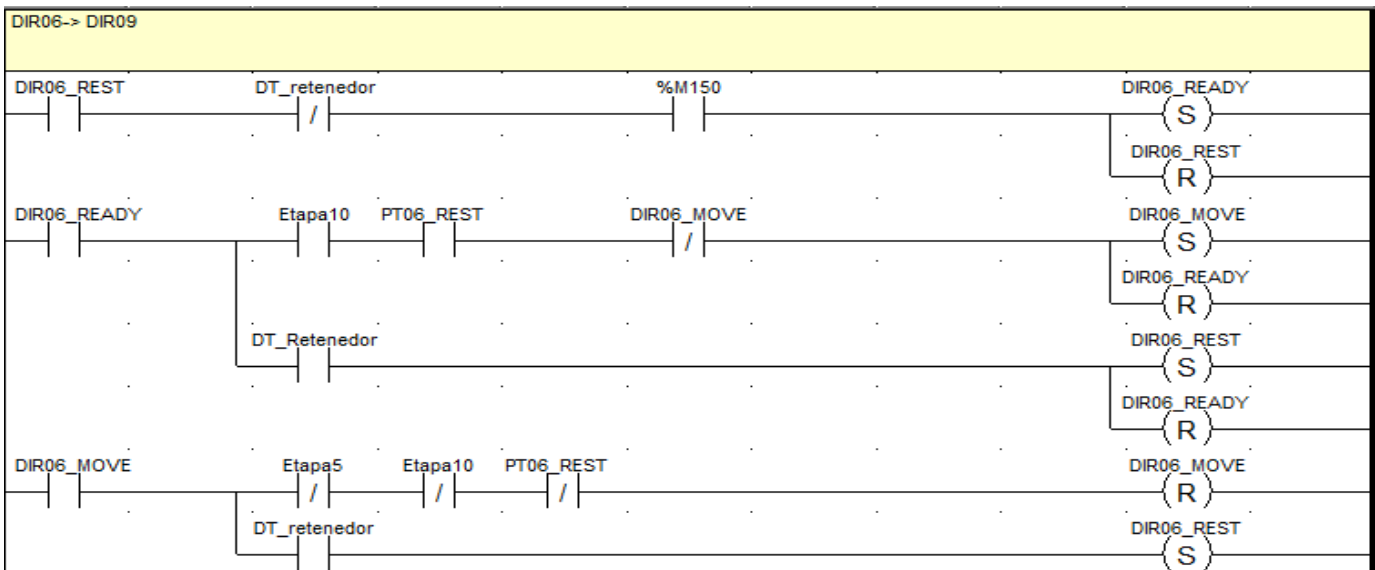 DIR06-> DIR09
DIR06_REST DT_retenedor %M150 DIR06_READY
/ S
DIR06_REST
R
DIR06_READY Etapa10 PT06_REST DIR06_MOVE DIR06_MOVE
/ S
DIR06_READY
R
DT_Retenedor DIR06_REST
S
DIR06_READY
R
DIR06_MOVE Etapa5 Etapa10 PT06_REST DIR06_MOVE
/ / / R
DT_retenedor DIR06_REST
S